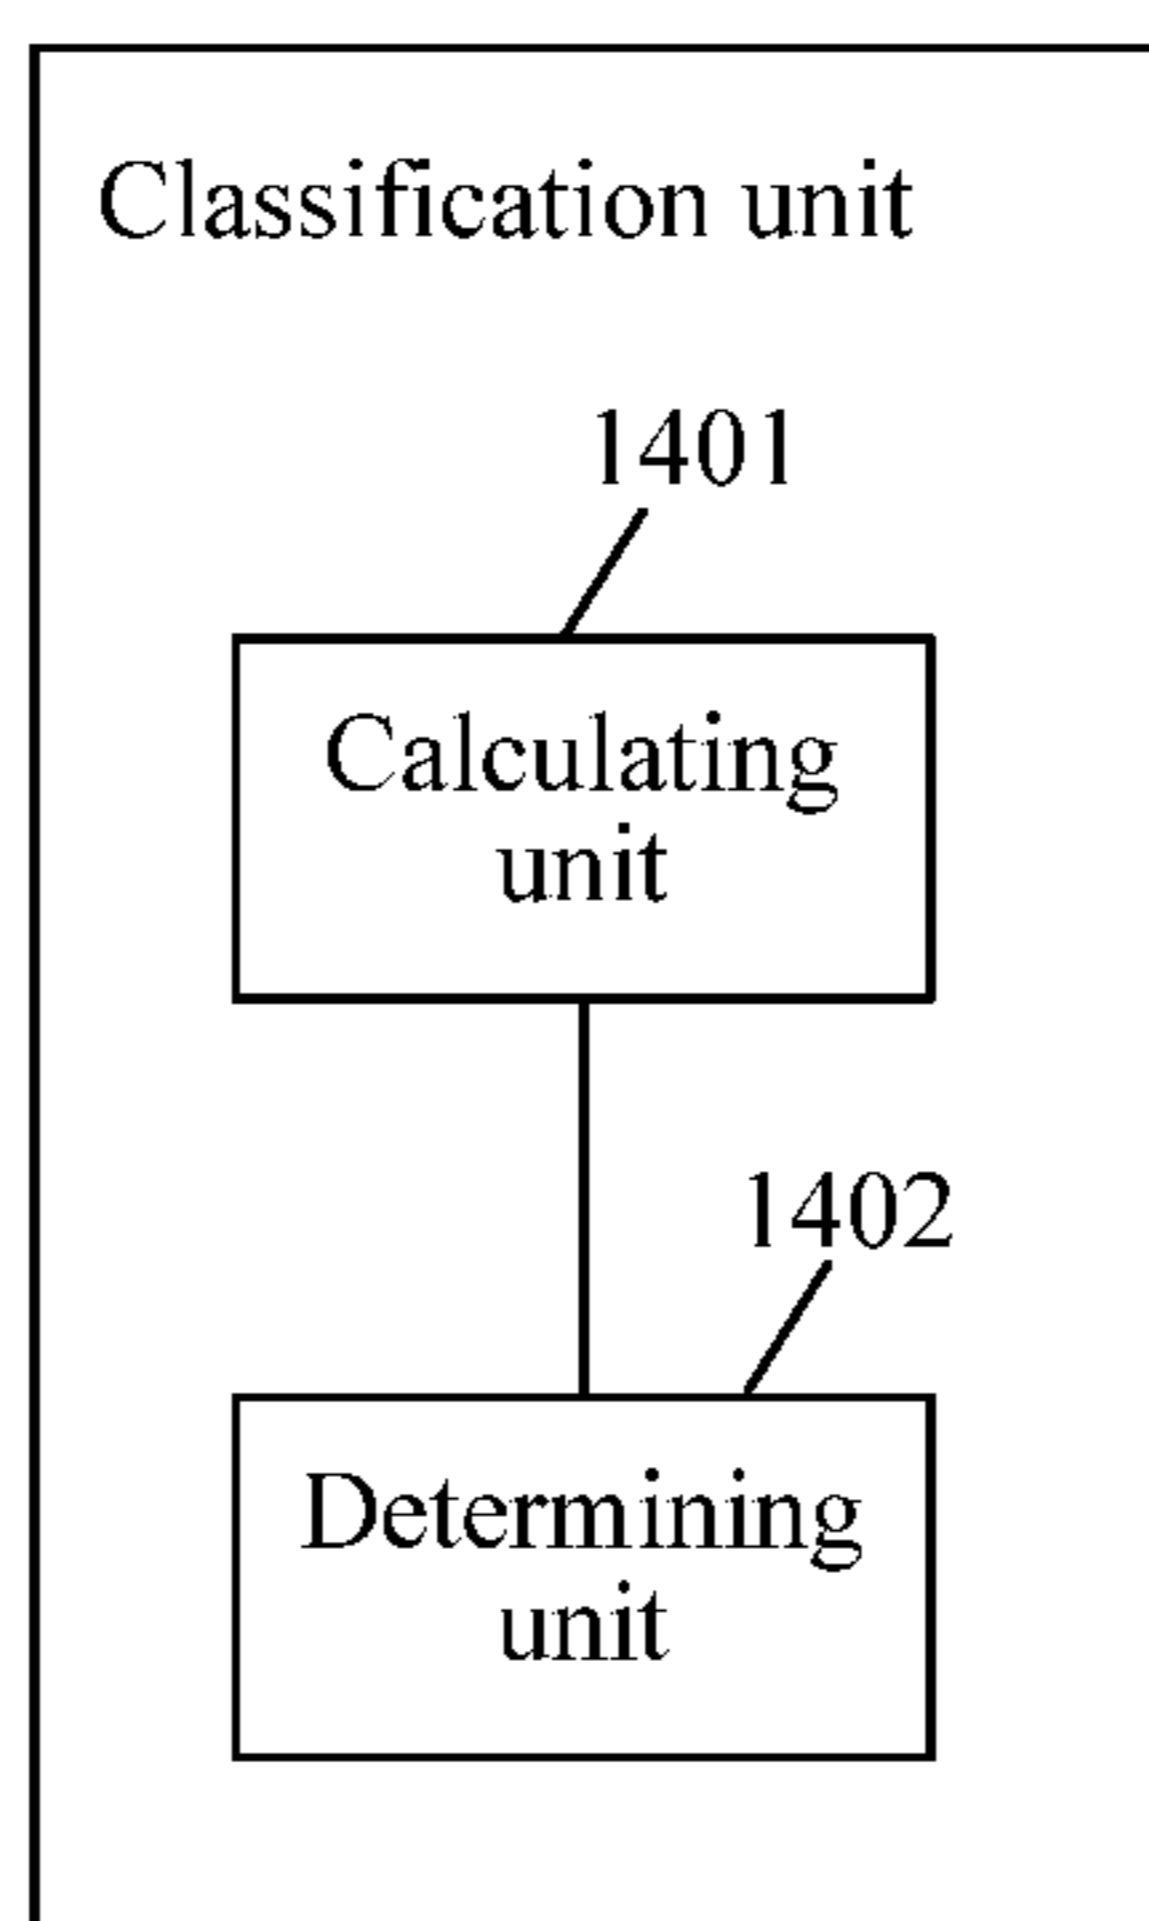 Classification unit
1401
Calculating
unit
1402
Determining
unit